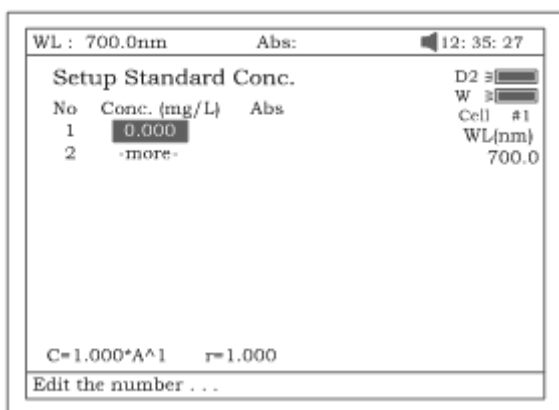 WL : 700.0nm Abs: 12: 35: 27
Setup Standard Conc.
D2
W
No Conc. (mg/L) Abs
Cell #1
1 0.000
WL(nm)
2 -more-
700.0
C=1.000*A^1 r=1.000
Edit the number . . .